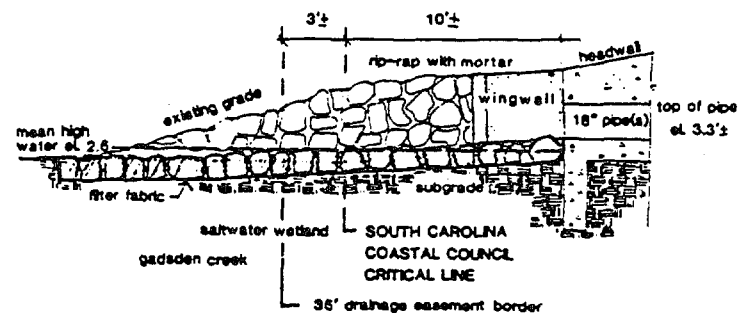 3'± 10'±
rip-rap with mortar
headwall
existing grade
wingwall
18" pipe(s)
top of pipe
el. 3.3'±
mean high
water el. 2.6
filter fabric
subgrade
saltwater wetland
SOUTH CAROLINA
COASTAL COUNCIL
CRITICAL LINE
gadsden creek
35' drainage easement border